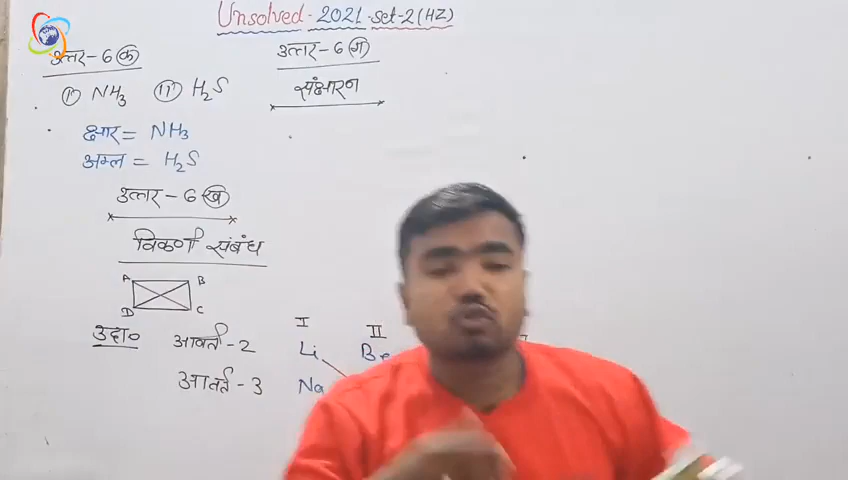 Unsolved-2021-Set-2(HZ)
उत्तर-6 (क)
(i) NH3 (ii) H2S
क्षार = NH3
अम्ल = H2S
उत्तर-6 (ख)
विकर्ण संबंध
A B
D C
I II
उदा० आवर्त-2 Li Be
आवर्त-3 Na
उत्तर-6 (ग)
संक्षारन